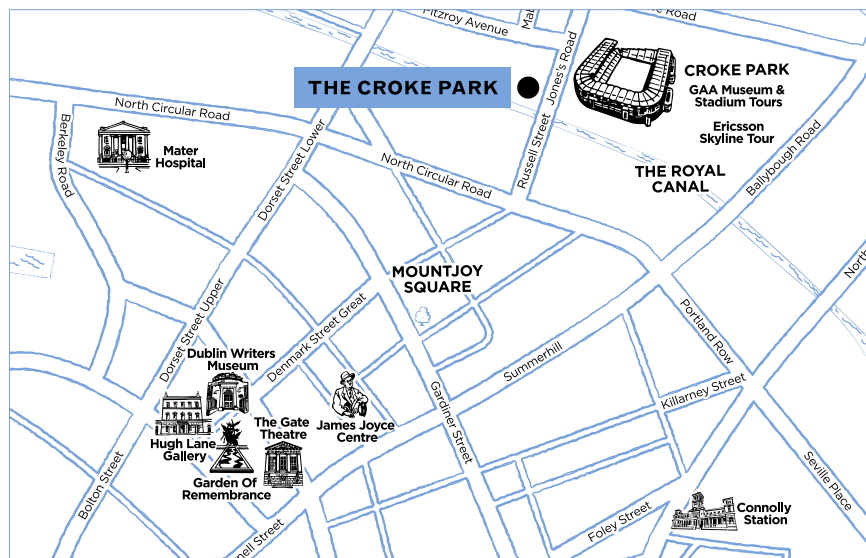 Fitzroy Avenue
Road
THE CROKE PARK
Jones's Road
CROKE PARK
GAA Museum &
Stadium Tours
Ericsson
Skyline Tour
North Circular Road
Berkeley Road
Mater
Hospital
Dorset Street Lower
North Circular Road
Russell Street
THE ROYAL
CANAL
Ballybough Road
North
MOUNTJOY
SQUARE
Dorset Street Upper
Denmark Street Great
Portland Row
Summerhill
Dublin Writers
Museum
Killarney Street
Gardiner Street
James Joyce
Centre
The Gate
Theatre
Hugh Lane
Gallery
Garden Of
Remembrance
Bolton Street
Seville Place
Connolly
Station
Foley Street
nell Street